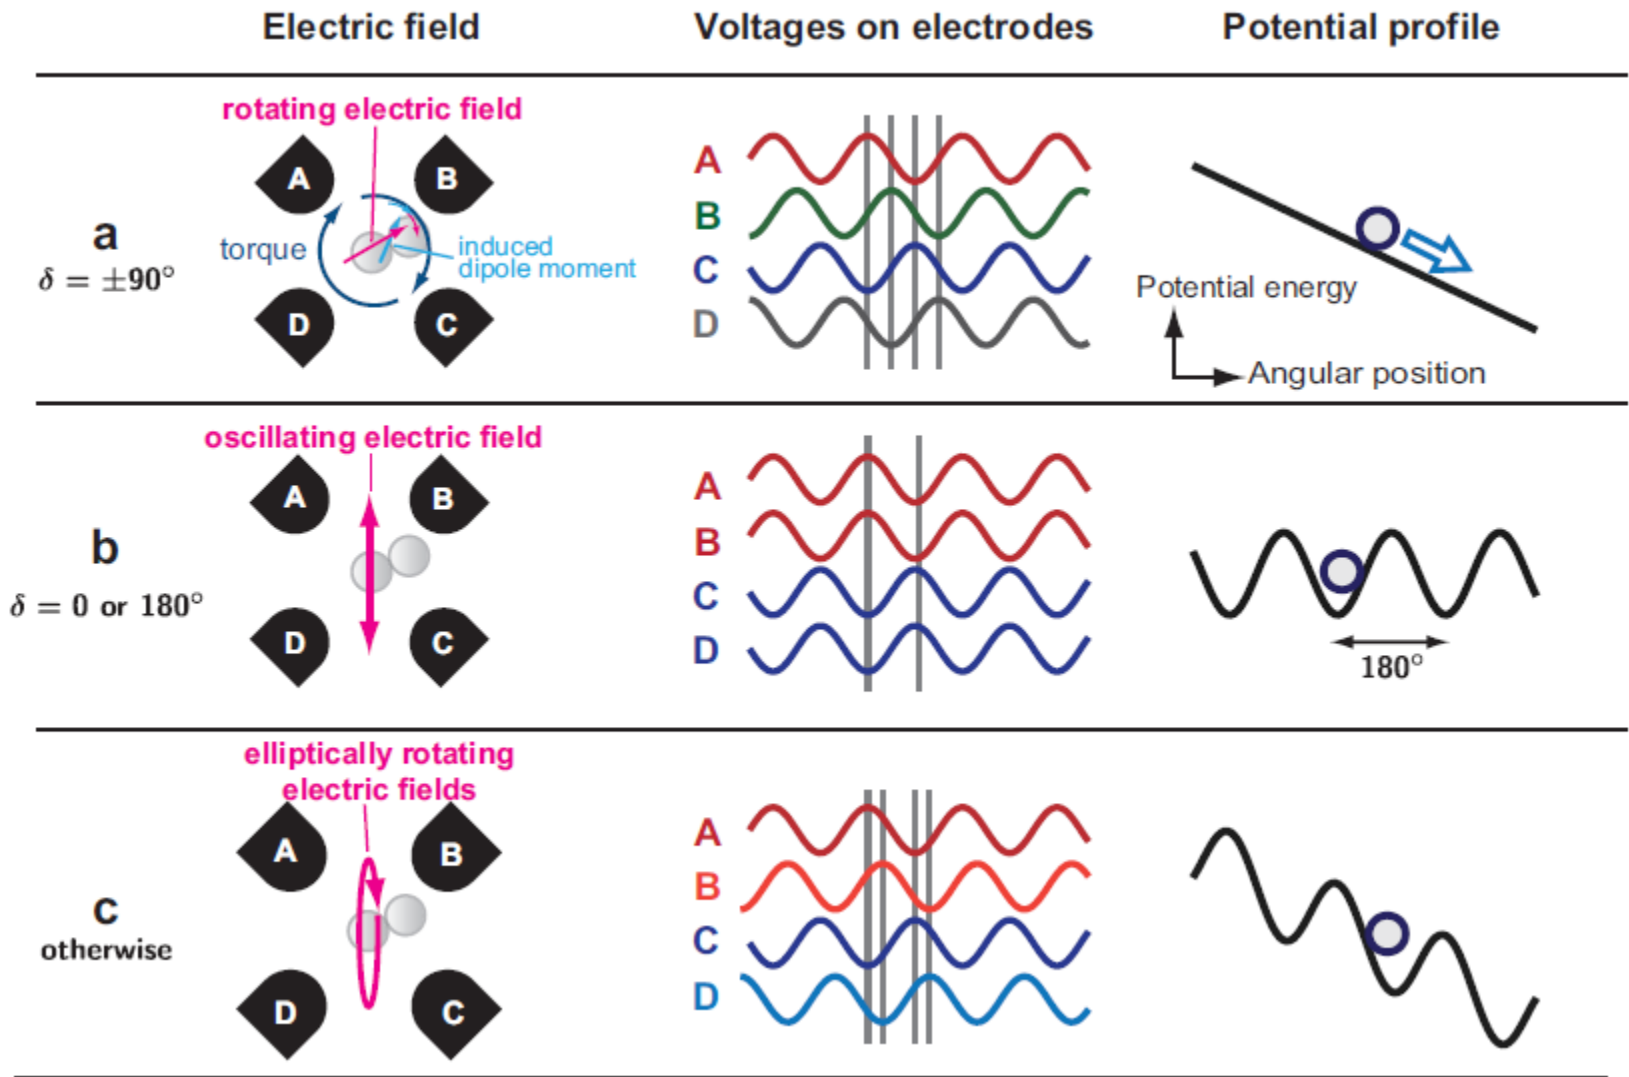 Electric field
Voltages on electrodes
Potential profile
a
δ = ±90°
rotating electric field
A
B
torque
induced
dipole moment
D
C
A
B
C
D
Potential energy
Angular position
b
δ = 0 or 180°
oscillating electric field
A
B
D
C
A
B
C
D
180°
c
otherwise
elliptically rotating
electric fields
A
B
D
C
A
B
C
D